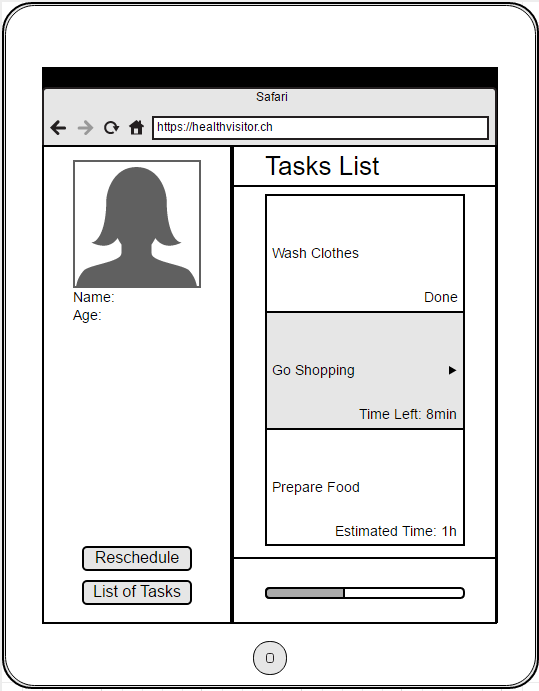 Safari
https://healthvisitor.ch
Name:
Age:
Reschedule
List of Tasks
Tasks List
Wash Clothes
Done
Go Shopping
Time Left: 8min
Prepare Food
Estimated Time: 1h